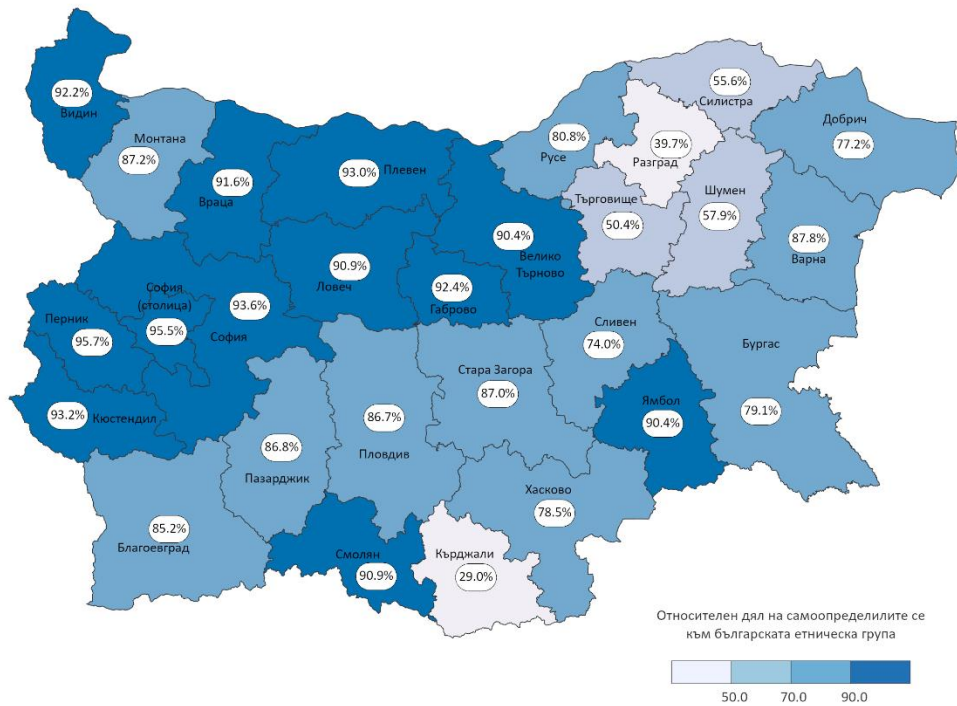 55.6%
Силистра
92.2%
Видин
Добрич
77.2%
Монтана
87.2%
80.8%
Русе
39.7%
Разград
93.0%
Плевен
91.6%
Враца
Шумен
57.9%
Търговище
50.4%
90.4%
Велико
Търново
87.8%
Варна
90.9%
Ловеч
92.4%
Габрово
София
(столица)
95.5%
93.6%
София
Перник
95.7%
Сливен
74.0%
Бургас
79.1%
Стара Загора
87.0%
Ямбол
90.4%
93.2%
Кюстендил
86.7%
Пловдив
86.8%
Пазарджик
Хасково
78.5%
85.2%
Благоевград
Смолян
90.9%
Кърджали
29.0%
Относителен дял на самоопределилите се
към българската етническа група
50.0 70.0 90.0